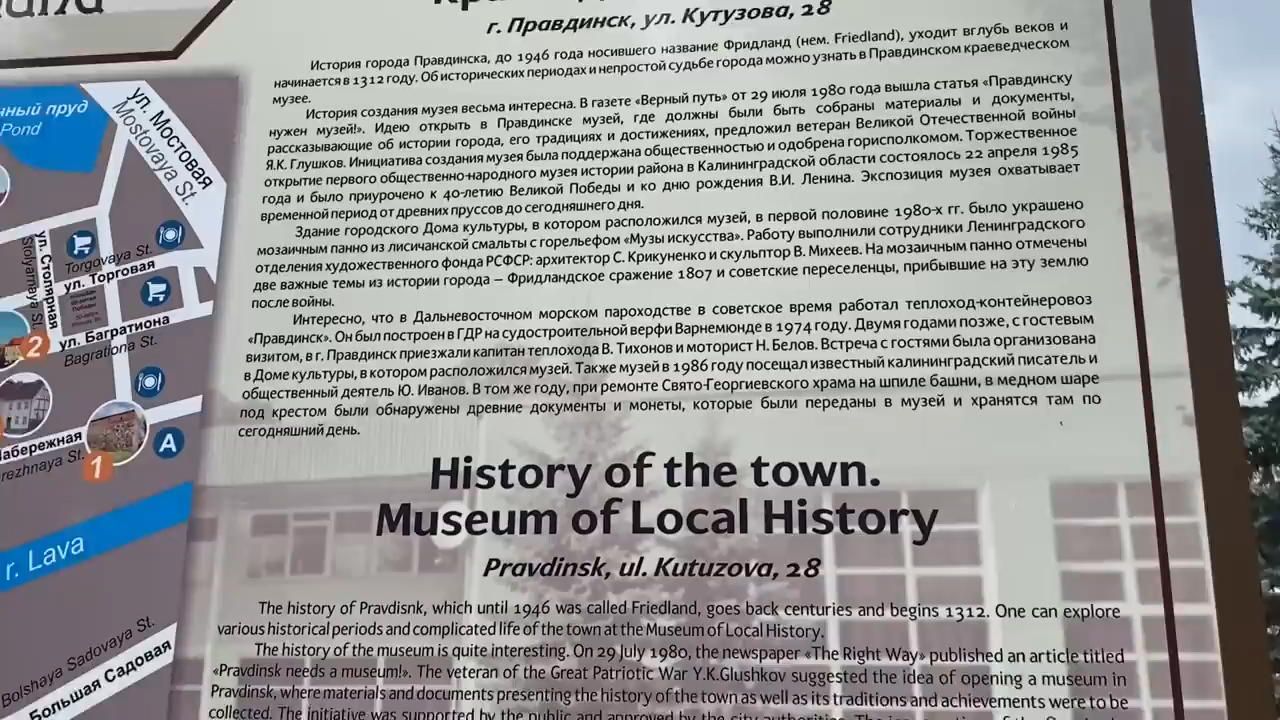 г. Правдинск, ул. Кутузова, 28
История города Правдинска, до 1946 года носившего название Фридланд (нем. Friedland), уходит вглубь веков и
начинается в 1312 году. Об исторических периодах и непростой судьбе города можно узнать в Правдинском краеведческом
музее.
История создания музея весьма интересна. В газете «Верный путь» от 29 июля 1980 года вышла статья «Правдинску
нужен музей!». Идею открыть в Правдинске музей, где должны были быть собраны материалы и документы,
рассказывающие об истории города, его традициях и достижениях, предложил ветеран Великой Отечественной войны
Я.К. Глушков. Инициатива создания музея была поддержана общественностью и одобрена горисполкомом. Торжественное
открытие первого общественно-народного музея истории района в Калининградской области состоялось 22 апреля 1985
года и было приурочено к 40-летию Великой Победы и ко дню рождения В.И. Ленина. Экспозиция музея охватывает
временной период от древних пруссов до сегодняшнего дня.
Здание городского Дома культуры, в котором расположился музей, в первой половине 1980-х гг. было украшено
мозаичным панно из лисичанской смальты с горельефом «Музы искусства». Работу выполнили сотрудники Ленинградского
отделения художественного фонда РСФСР: архитектор С. Крикуненко и скульптор В. Михеев. На мозаичным панно отмечены
две важные темы из истории города – Фридландское сражение 1807 и советские переселенцы, прибывшие на эту землю
после войны.
Интересно, что в Дальневосточном морском пароходстве в советское время работал теплоход-контейнеровоз
«Правдинск». Он был построен в ГДР на судостроительной верфи Варнемюнде в 1974 году. Двумя годами позже, с гостевым
визитом, в г. Правдинск приезжали капитан теплохода В. Тихонов и моторист Н. Белов. Встреча с гостями была организована
в Доме культуры, в котором расположился музей. Также музей в 1986 году посещал известный калининградский писатель и
общественный деятель Ю. Иванов. В том же году, при ремонте Свято-Георгиевского храма на шпиле башни, в медном шаре
под крестом были обнаружены древние документы и монеты, которые были переданы в музей и хранятся там по
сегодняшний день.
History of the town.
Museum of Local History
Pravdinsk, ul. Kutuzova, 28
The history of Pravdisnk, which until 1946 was called Friedland, goes back centuries and begins 1312. One can explore
various historical periods and complicated life of the town at the Museum of Local History.
The history of the museum is quite interesting. On 29 July 1980, the newspaper «The Right Way» published an article titled
«Pravdinsk needs a museum!». The veteran of the Great Patriotic War Y.K.Glushkov suggested the idea of opening a museum in
Pravdinsk, where materials and documents presenting the history of the town as well as its traditions and achievements were to be
collected. The initiative was supported by the public and approved by the city
пруд
Pond
ул. Мостовая
Mostovaya St.
ул. Столярная
Stolyarnaya St.
Torgovaya St.
ул. Торговая
ул. Багратиона
Bagrationa St.
2
1
A
абережная
rezhnaya St.
r. Lava
Bolshaya Sadovaya St.
Большая Садовая